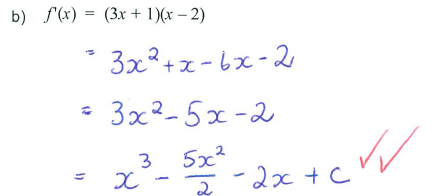 b) f'(x) = (3x + 1)(x – 2)
= 3x² + x - 6x - 2
= 3x² - 5x - 2
= x³ - 5x²/2 - 2x + c ✓✓